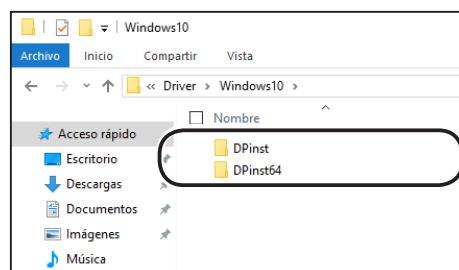 Windows10
Archivo Inicio Compartir Vista
« Driver > Windows10 >
Nombre
Acceso rápido
DPinst
Escritorio
DPinst64
Descargas
Documentos
Imágenes
Música